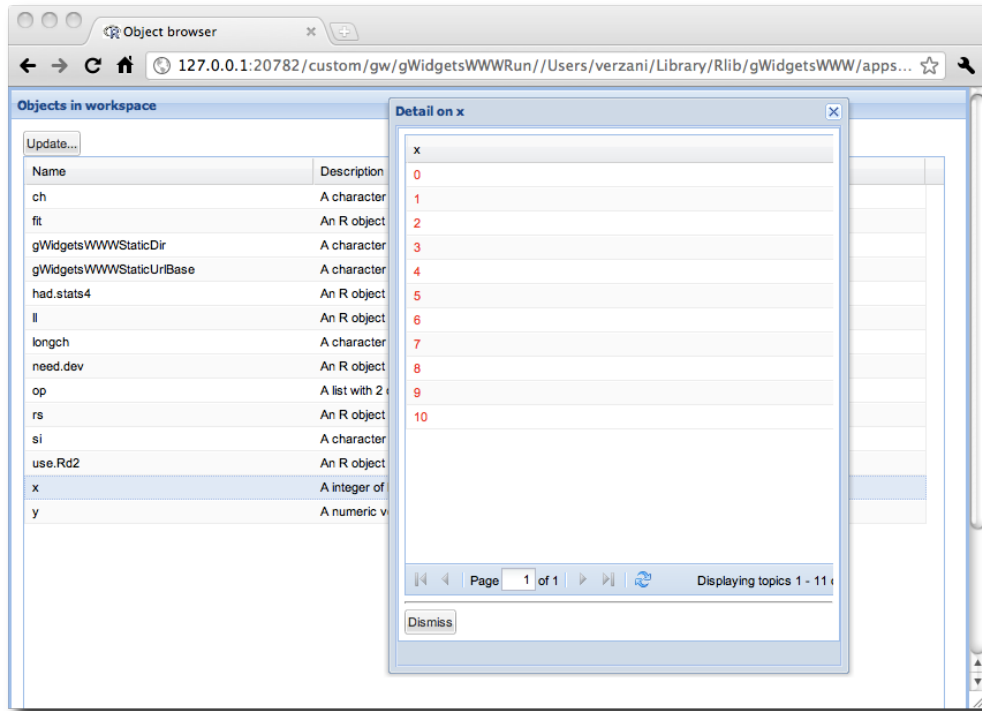 Object browser
127.0.0.1:20782/custom/gw/gWidgetsWWWRun//Users/verzani/Library/Rlib/gWidgetsWWW/apps...
Objects in workspace
Update...
Name Description
ch A character
fit An R object
gWidgetsWWWStaticDir A character
gWidgetsWWWStaticUrlBase A character
had.stats4 An R object
ll An R object
longch A character
need.dev An R object
op A list with 2
rs An R object
si A character
use.Rd2 An R object
x A integer of
y A numeric
Detail on x
x
0
1
2
3
4
5
6
7
8
9
10
Page 1 of 1 Displaying topics 1 - 11
Dismiss